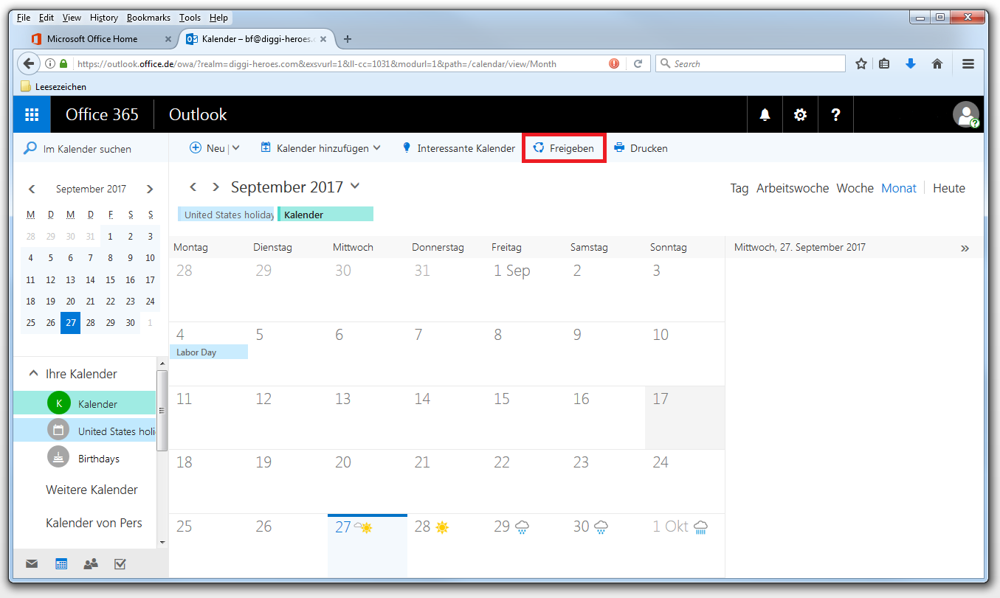 File Edit View History Bookmarks Tools Help
Microsoft Office Home
Kalender – bf@diggi-heroes.
https://outlook.office.de/owa/?realm=diggi-heroes.com&exsvurl=1&ll-cc=1031&modurl=1&path=/calendar/view/Month
Search
Leesezeichen
Office 365
Outlook
Im Kalender suchen
Neu
Kalender hinzufügen
Interessante Kalender
Freigeben
Drucken
September 2017
M D M D F S S
28 29 30 31 1 2 3
4 5 6 7 8 9 10
11 12 13 14 15 16 17
18 19 20 21 22 23 24
25 26 27 28 29 30 1
Ihre Kalender
K Kalender
United States holi
Birthdays
Weitere Kalender
Kalender von Pers
September 2017
Tag Arbeitswoche Woche Monat Heute
United States holiday
Kalender
Montag Dienstag Mittwoch Donnerstag Freitag Samstag Sonntag
28 29 30 31 1 Sep 2 3
4 5 6 7 8 9 10
Labor Day
11 12 13 14 15 16 17
18 19 20 21 22 23 24
25 26 27 28 29 30 1 Okt
Mittwoch, 27. September 2017